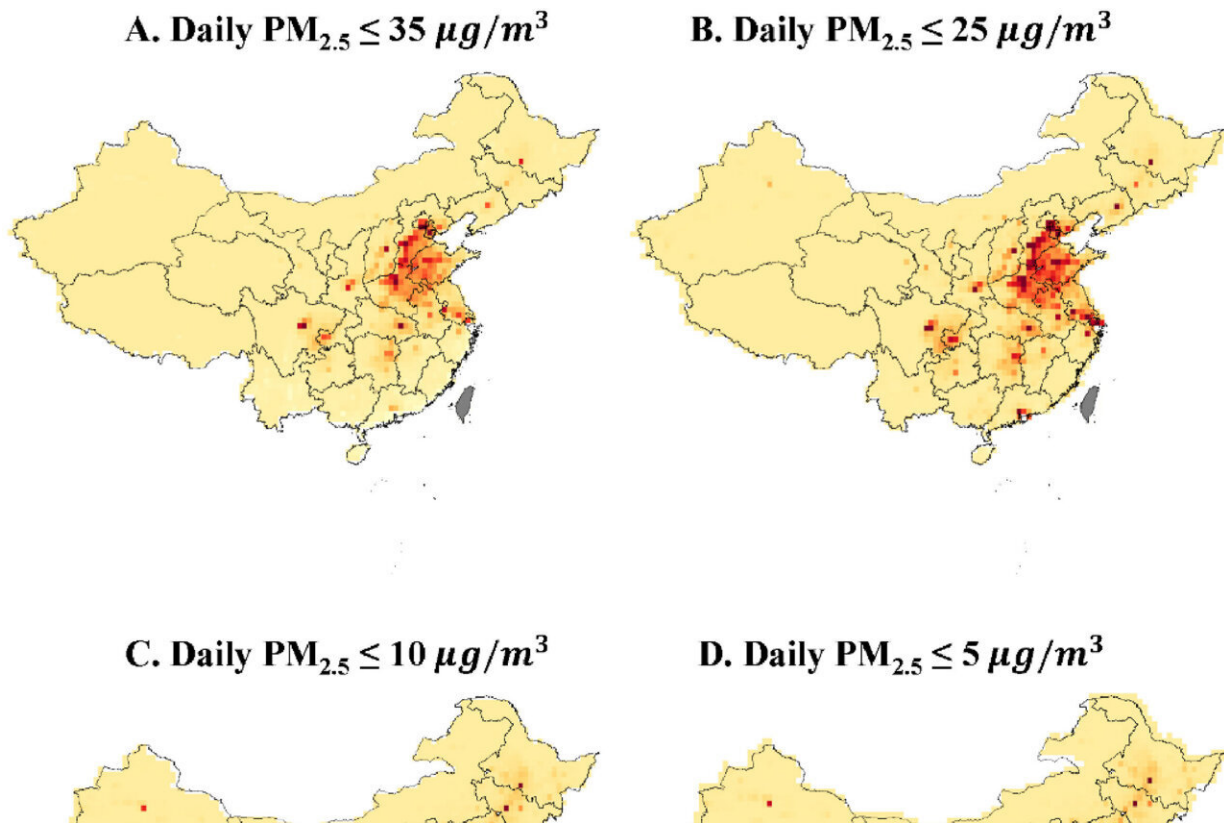 A. Daily PM₂.₅ ≤ 35 μg/m³
B. Daily PM₂.₅ ≤ 25 μg/m³
C. Daily PM₂.₅ ≤ 10 μg/m³
D. Daily PM₂.₅ ≤ 5 μg/m³